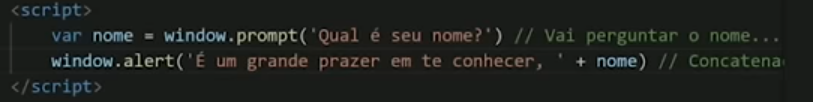 <script>
var nome = window.prompt('Qual é seu nome?') // Vai perguntar o nome...
window.alert('É um grande prazer em te conhecer, ' + nome) //
</script>